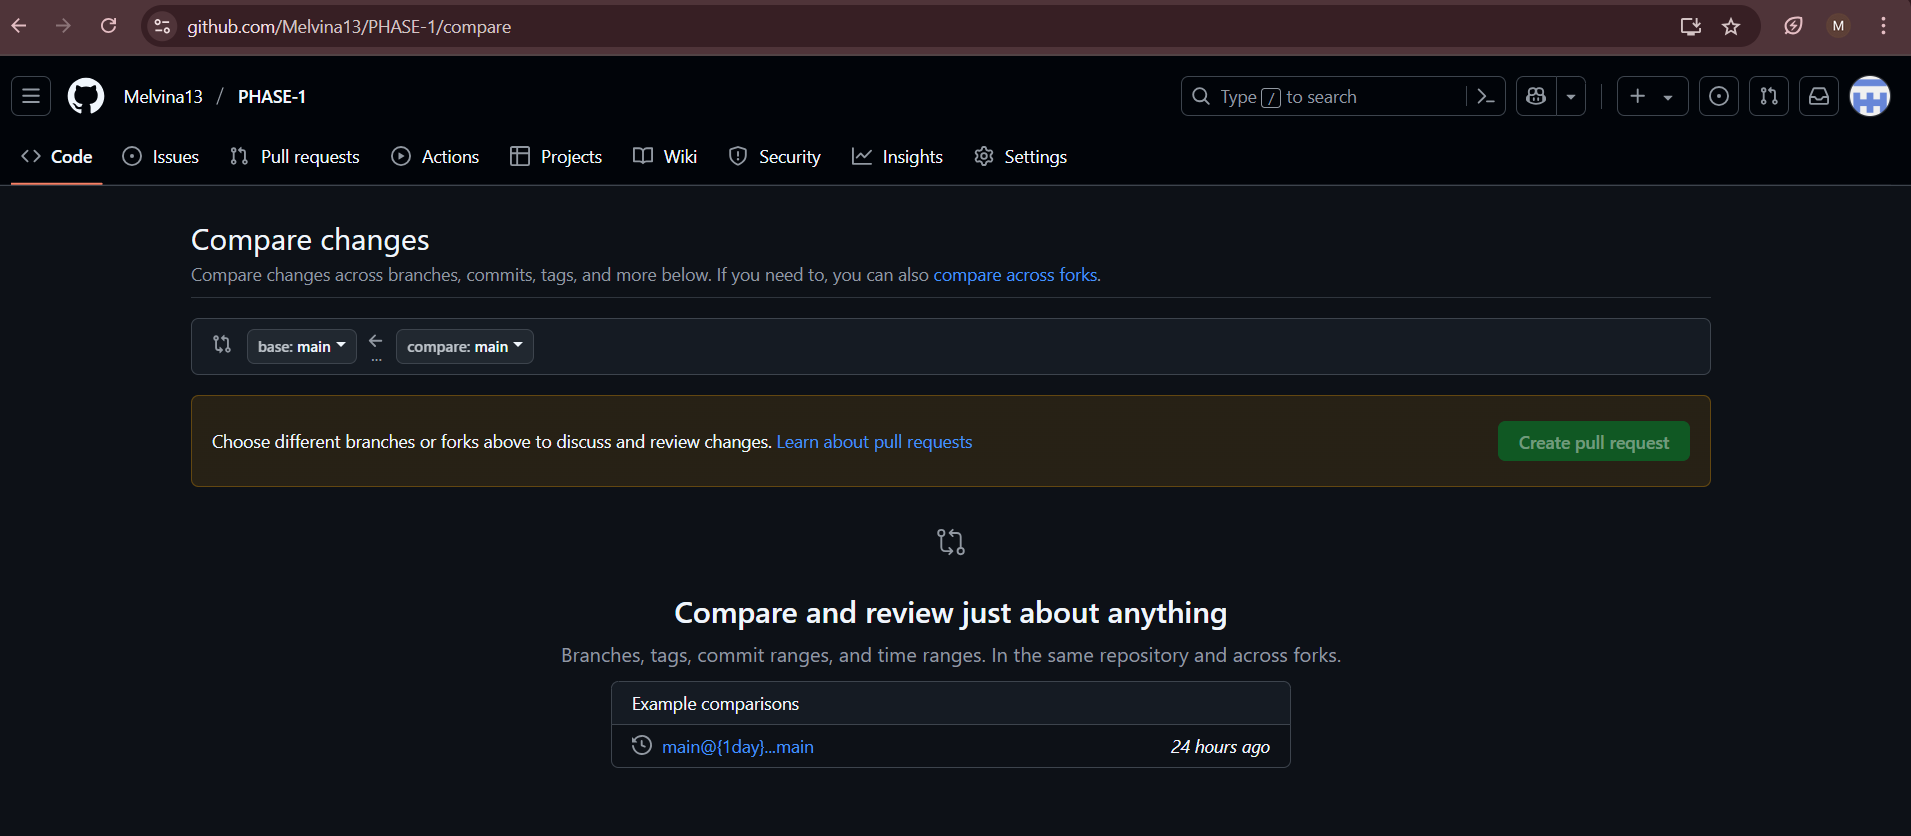 github.com/Melvina13/PHASE-1/compare
M
Melvina13 / PHASE-1
Type / to search
Code
Issues
Pull requests
Actions
Projects
Wiki
Security
Insights
Settings
Compare changes
Compare changes across branches, commits, tags, and more below. If you need to, you can also compare across forks.
base: main
...
compare: main
Choose different branches or forks above to discuss and review changes. Learn about pull requests
Create pull request
Compare and review just about anything
Branches, tags, commit ranges, and time ranges. In the same repository and across forks.
Example comparisons
main@{1day}...main
24 hours ago